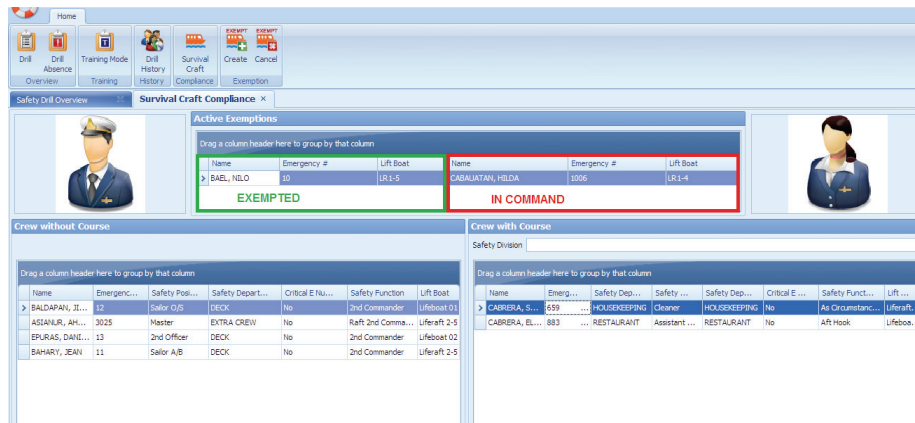 Home
EXEMPT EXEMPT
Drill Drill Absence Training Mode Drill History Survival Craft Create Cancel
Overview Training History Compliance Exemption
Safety Drill Overview Survival Craft Compliance ×
Active Exemptions
Drag a column header here to group by that column
Name Emergency # Lift Boat Name Emergency # Lift Boat
BAEL, NILO 10 LR1-5 CABAUATAN, HILDA 1006 LR1-4
EXEMPTED IN COMMAND
Crew without Course
Drag a column header here to group by that column
Name Emergenc... Safety Posi... Safety Depart... Critical E Nu... Safety Function Lift Boat
BALDAPAN, JI... 12 Sailor O/S DECK No 2nd Commander Lifeboat 01
ASIANUR, AH... 3025 Master EXTRA CREW No Raft 2nd Comma... Liferaft 2-5
EPURAS, DANI... 13 2nd Officer DECK No 2nd Commander Lifeboat 02
BAHARY, JEAN 11 Sailor A/B DECK No 2nd Commander Liferaft 2-5
Crew with Course
Safety Division
Drag a column header here to group by that column
Name Emerg... Safety Dep... Safety ... Safety Dep... Critical E ... Safety Funct... Lift ...
CABRERA, S... 659 ... HOUSEKEEPING Cleaner HOUSEKEEPING No As Circumstanc... Liferaft.
CABRERA, EL... 883 ... RESTAURANT Assistant ... RESTAURANT No Aft Hook Lifeboa.